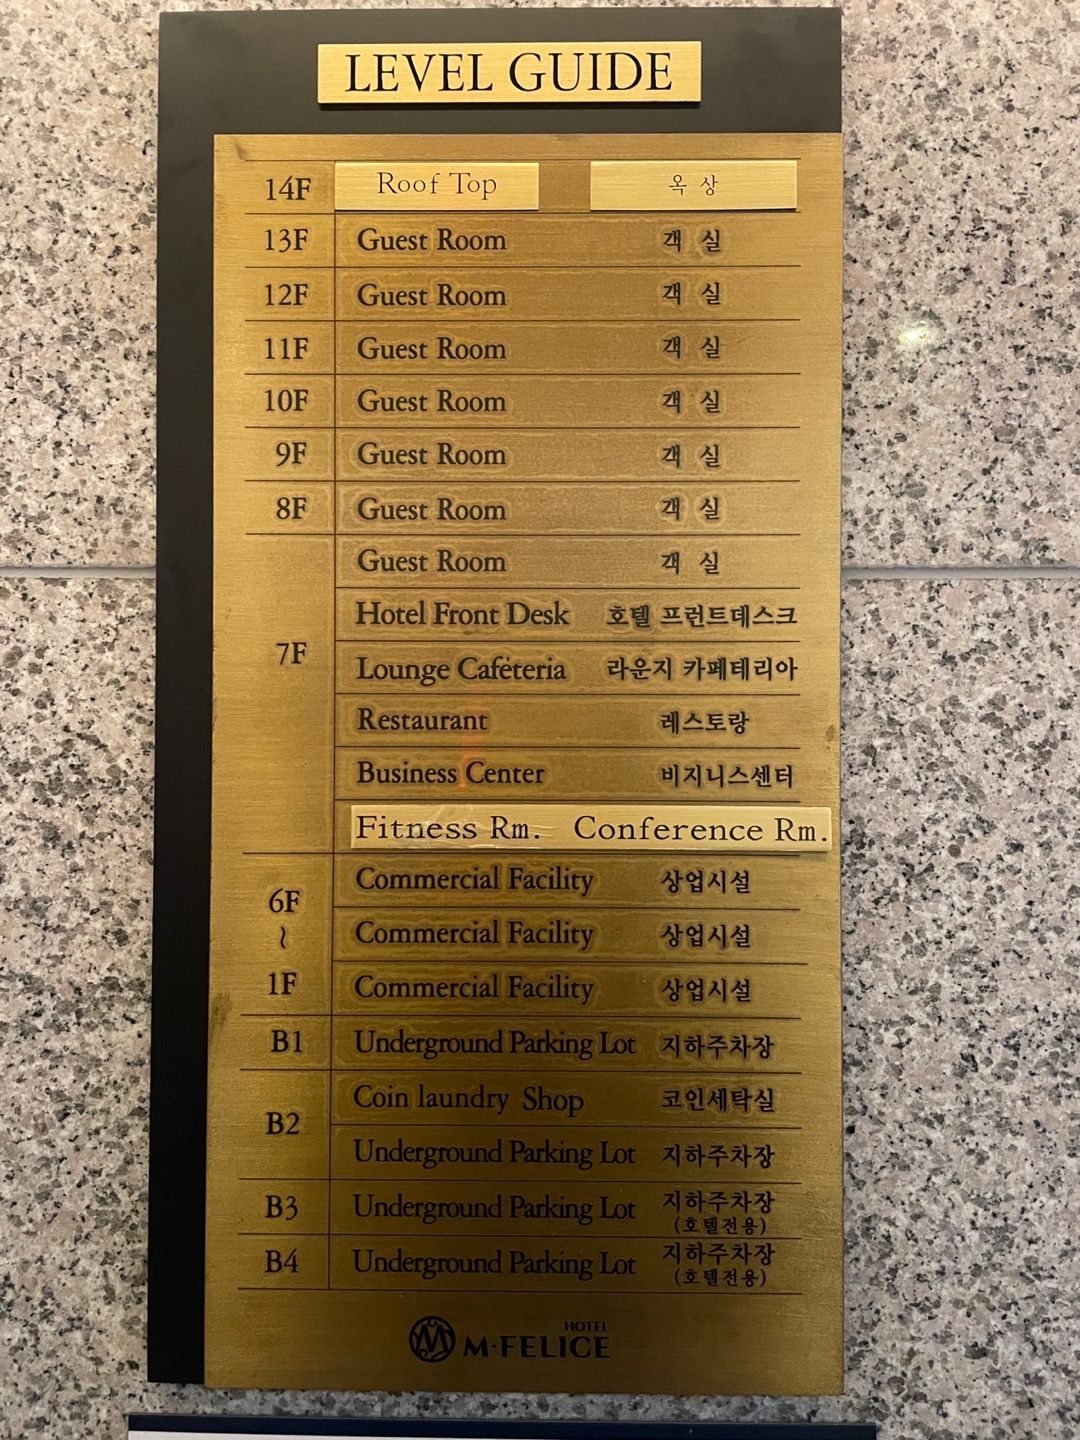 LEVEL GUIDE
14F Roof Top 옥 상
13F Guest Room 객 실
12F Guest Room 객 실
11F Guest Room 객 실
10F Guest Room 객 실
9F Guest Room 객 실
8F Guest Room 객 실
7F Guest Room 객 실
Hotel Front Desk 호텔 프런트데스크
Lounge Caféteria 라운지 카페테리아
Restaurant 레스토랑
Business Center 비지니스센터
Fitness Rm. Conference Rm.
6F Commercial Facility 상업시설
~ Commercial Facility 상업시설
1F Commercial Facility 상업시설
B1 Underground Parking Lot 지하주차장
B2 Coin laundry Shop 코인세탁실
Underground Parking Lot 지하주차장
B3 Underground Parking Lot 지하주차장
(호텔전용)
B4 Underground Parking Lot 지하주차장
(호텔전용)
HOTEL
M·FELICE